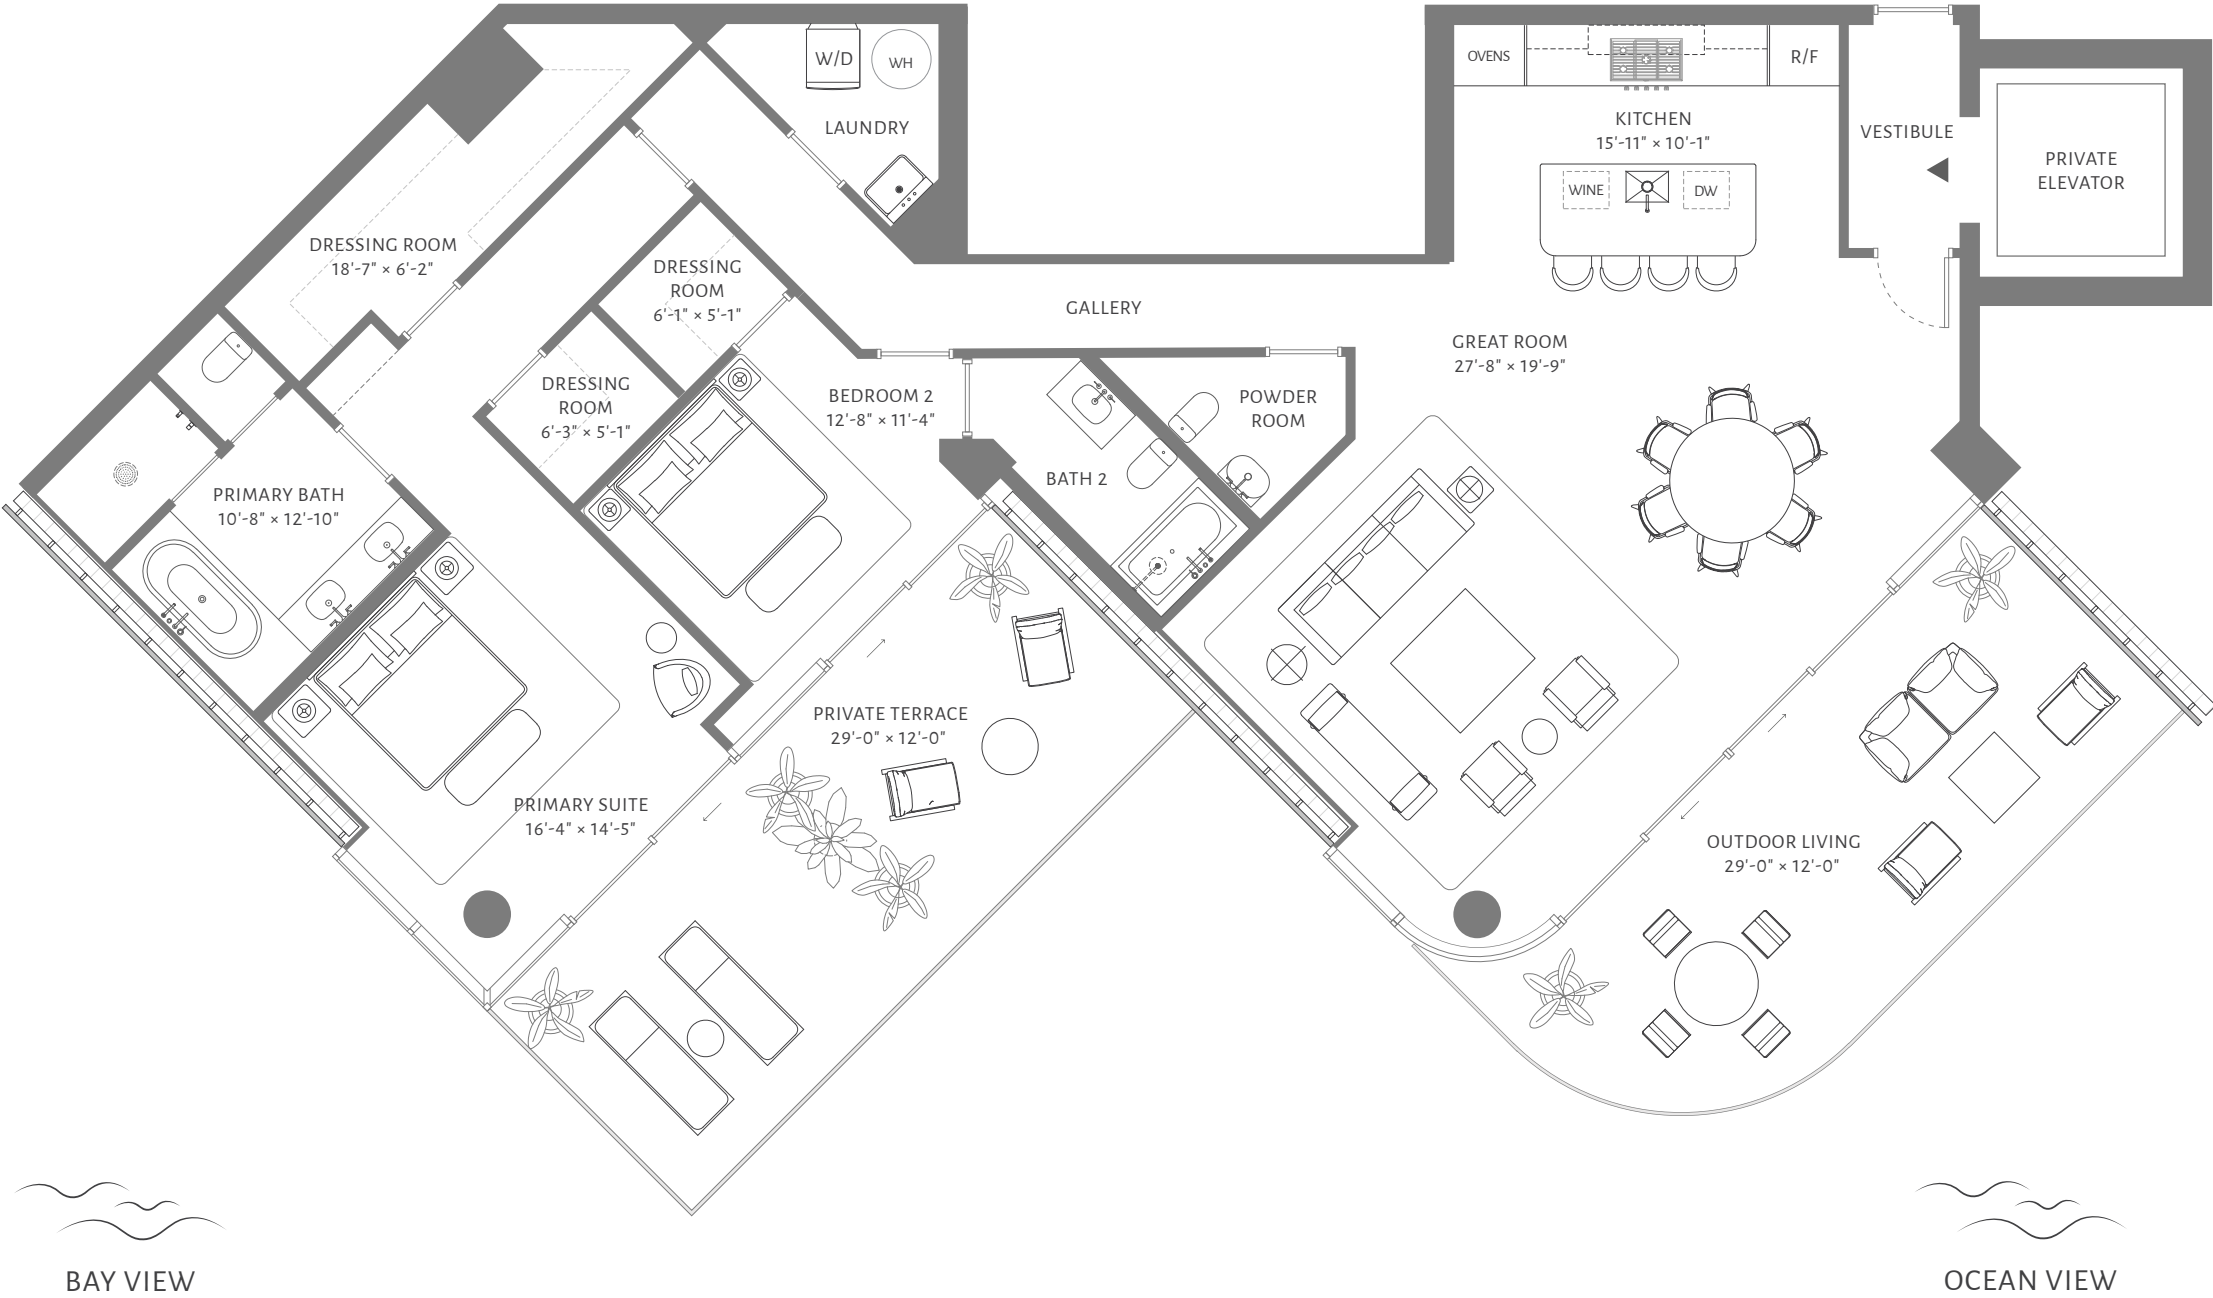 W/D
WH
LAUNDRY
OVENS
R/F
KITCHEN
15'-11" × 10'-1"
WINE
DW
VESTIBULE
PRIVATE
ELEVATOR
DRESSING ROOM
18'-7" × 6'-2"
DRESSING
ROOM
6'-1" × 5'-1"
GALLERY
GREAT ROOM
27'-8" × 19'-9"
DRESSING
ROOM
6'-3" × 5'-1"
BEDROOM 2
12'-8" × 11'-4"
POWDER
ROOM
BATH 2
PRIMARY BATH
10'-8" × 12'-10"
PRIVATE TERRACE
29'-0" × 12'-0"
PRIMARY SUITE
16'-4" × 14'-5"
OUTDOOR LIVING
29'-0" × 12'-0"
BAY VIEW
OCEAN VIEW